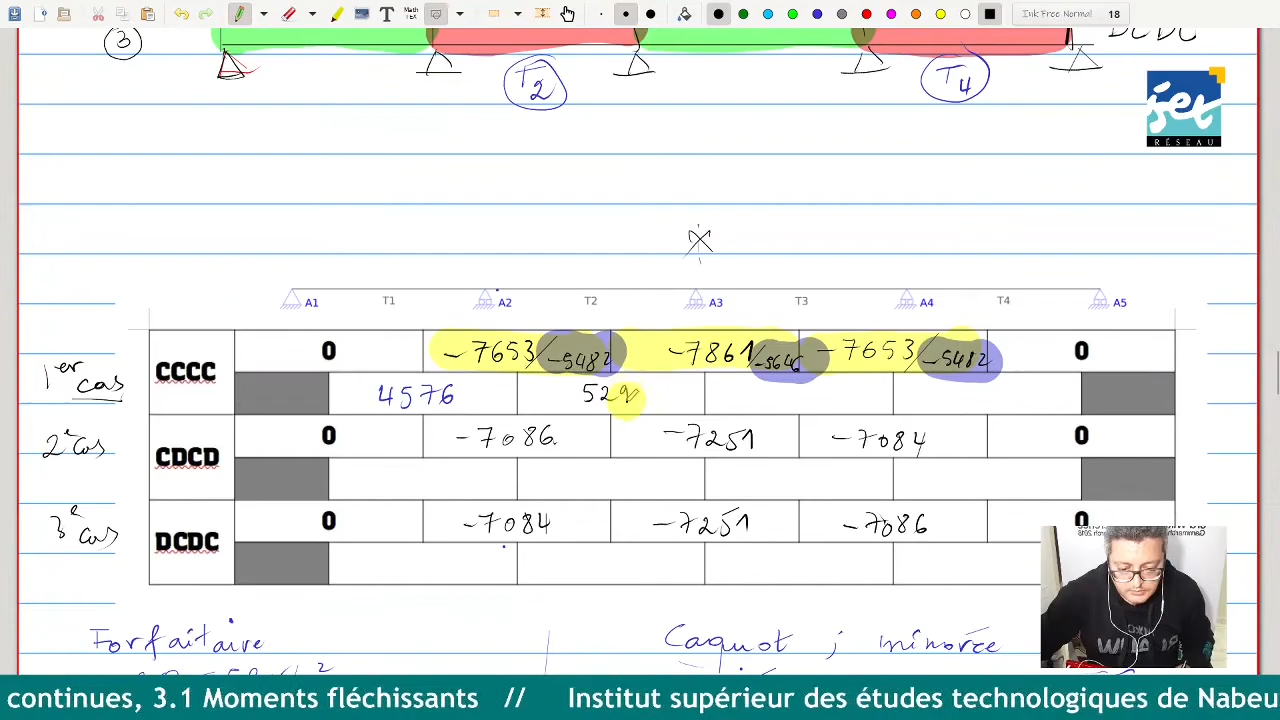 Math
TEX
Ink Free Normal 18
3
T2
T4
DCDC
iset
RÉSEAU
A1 T1 A2 T2 A3 T3 A4 T4 A5
1er cas
CCCC 0 -7653/-5482 -7861/-5646 -7653/-5482 0
4576
2e cas
CDCD 0 -7086 -7251 -7084 0
3e cas
DCDC 0 -7084 -7251 -7086 0
Forfaitaire
Caquot ; minorée
continues, 3.1 Moments fléchissants // Institut supérieur des études technologiques de Nabeu